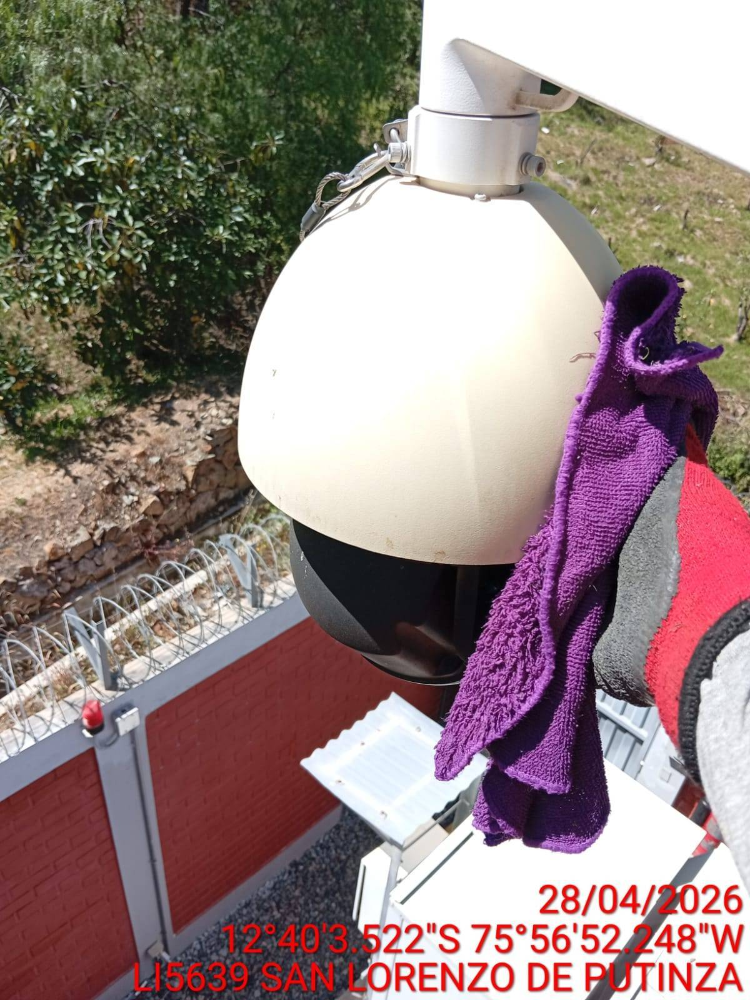 28/04/2026
12°40'3.522"S 75°56'52.248"W
LI5639 SAN LORENZO DE PUTINZA